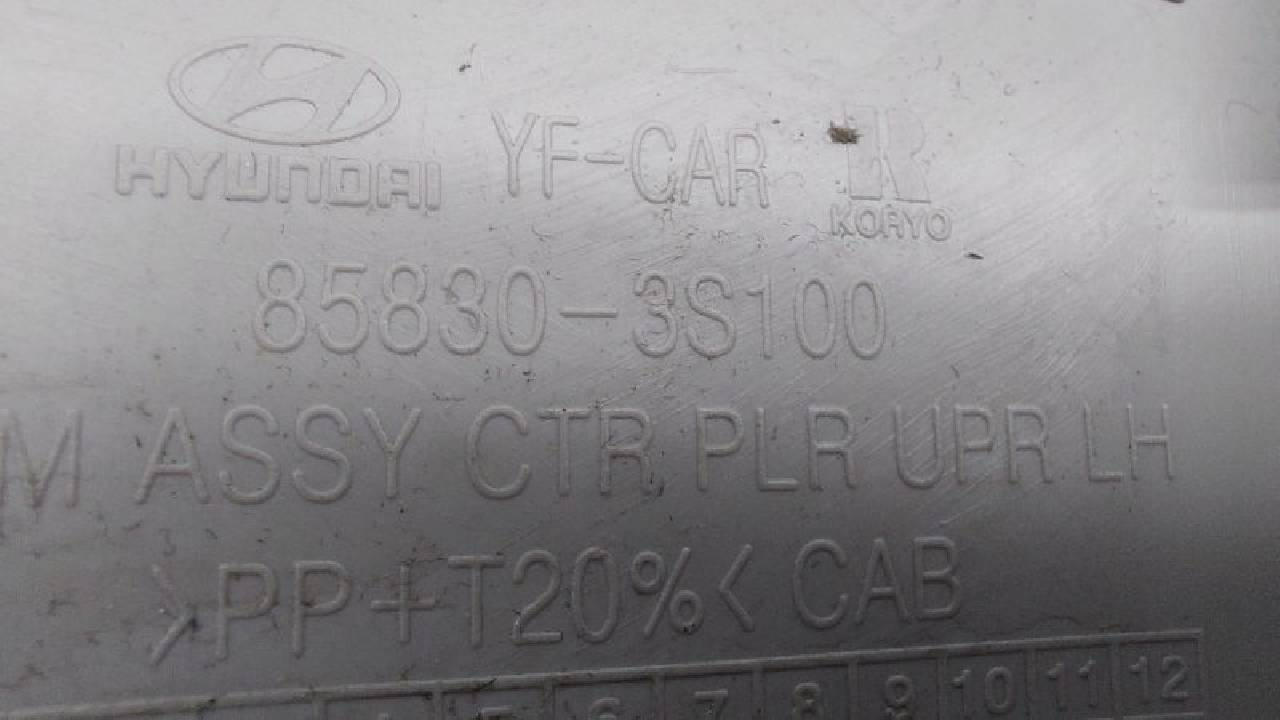 HYUNDAI YF-CAR KORYO
85830-3S100
M ASSY CTR PLR UPR LH
>PP+T20%< CAB
6 7 8 9 10 11 12